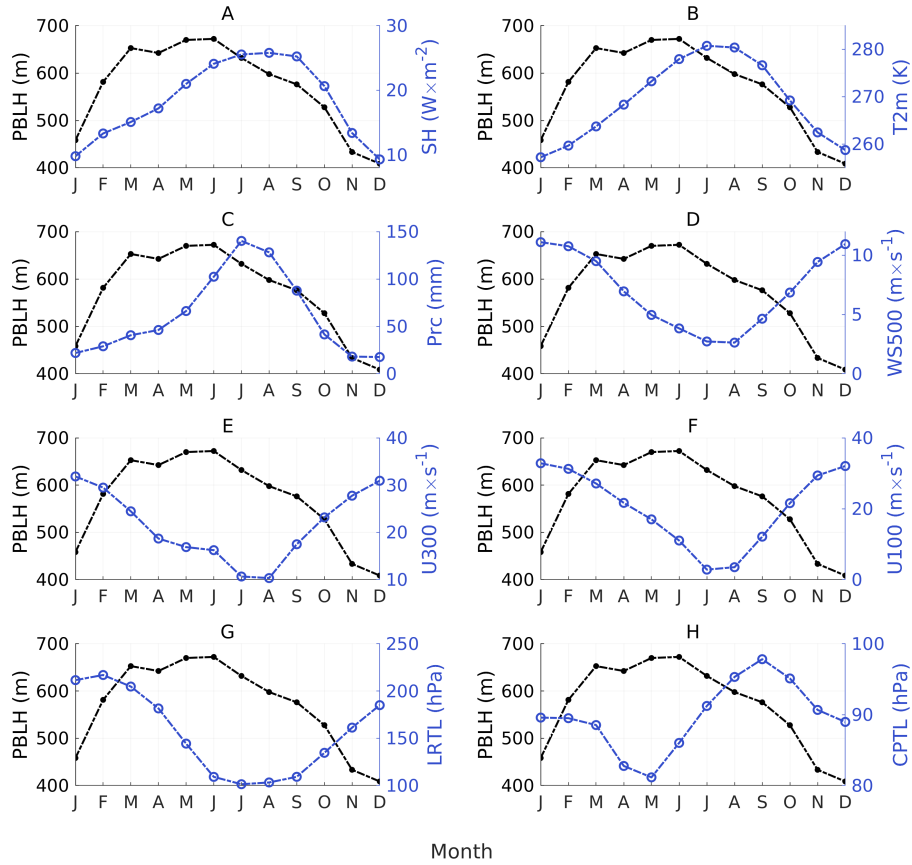 A
PBLH (m)
700
600
500
400
30
20
10
SH (W×m⁻²)
J F M A M J J A S O N D
B
PBLH (m)
700
600
500
400
280
270
260
T2m (K)
J F M A M J J A S O N D
C
PBLH (m)
700
600
500
400
150
100
50
0
Prc (mm)
J F M A M J J A S O N D
D
PBLH (m)
700
600
500
400
10
5
0
WS500 (m×s⁻¹)
J F M A M J J A S O N D
E
PBLH (m)
700
600
500
400
40
30
20
10
U300 (m×s⁻¹)
J F M A M J J A S O N D
F
PBLH (m)
700
600
500
400
40
20
0
U100 (m×s⁻¹)
J F M A M J J A S O N D
G
PBLH (m)
700
600
500
400
250
200
150
100
LRTL (hPa)
J F M A M J J A S O N D
H
PBLH (m)
700
600
500
400
100
90
80
CPTL (hPa)
J F M A M J J A S O N D
Month